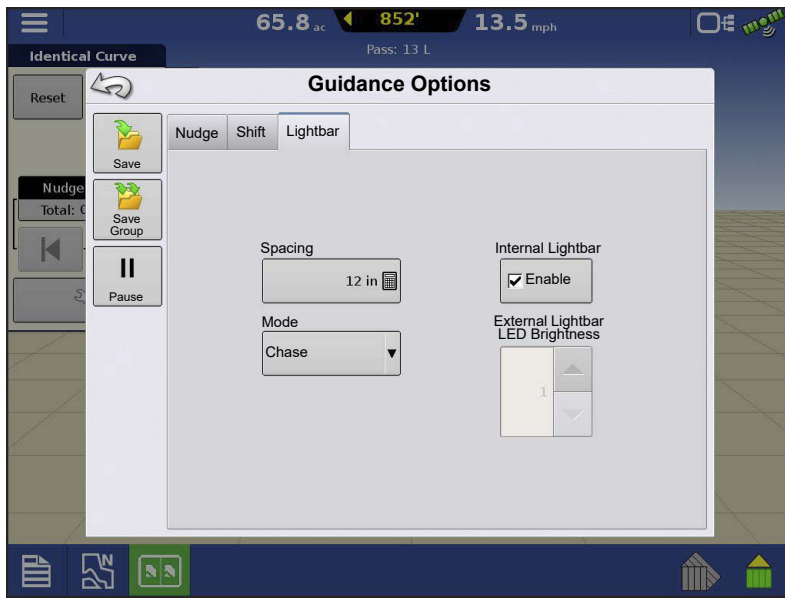 65.8 ac 852' 13.5 mph
Pass: 13 L
Identical Curve
Reset
Guidance Options
Save
Nudge Shift Lightbar
Nudge
Total:
Save
Group
Pause
Spacing
12 in
Mode
Chase
Internal Lightbar
Enable
External Lightbar
LED Brightness
1
N